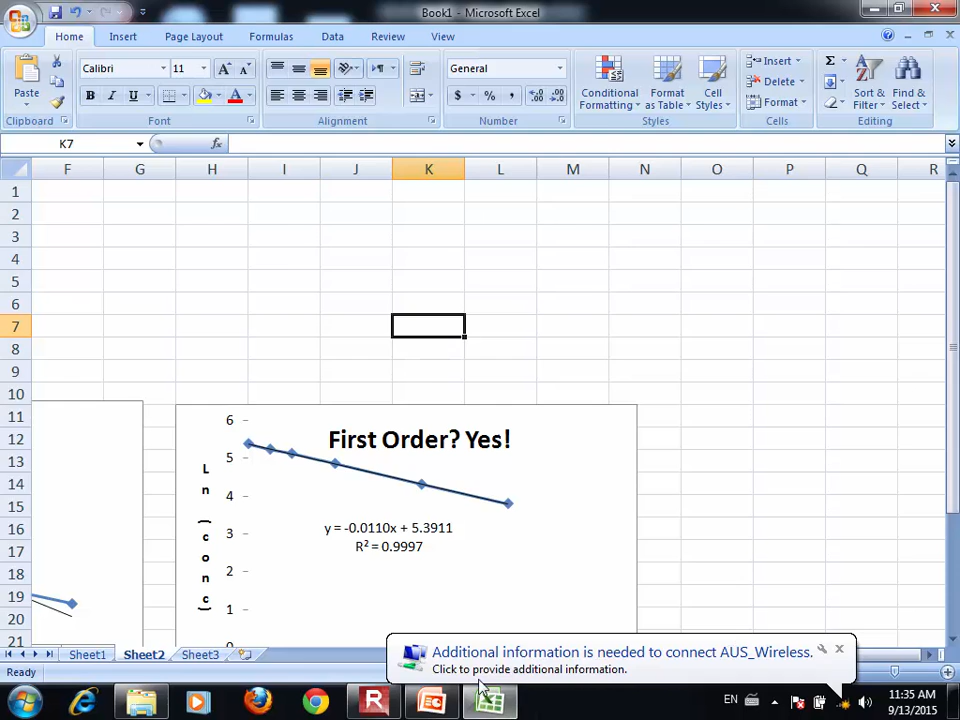 Book1 - Microsoft Excel
Home Insert Page Layout Formulas Data Review View
Calibri 11 General Insert
Paste B I U $ % , Conditional Formatting Format as Table Cell Styles Delete Format Σ Sort & Filter Find & Select
Clipboard Font Alignment Number Styles Cells Editing
K7 fx
F G H I J K L M N O P Q R
1
2
3
4
5
6
7
8
9
10
11
12
13
14
15
16
17
18
19
20
21
First Order? Yes!
6
5
4
3
2
1
0
Ln (conc)
y = -0.0110x + 5.3911
R² = 0.9997
Additional information is needed to connect AUS_Wireless.
Click to provide additional information.
Sheet1 Sheet2 Sheet3
Ready
EN 11:35 AM
9/13/2015